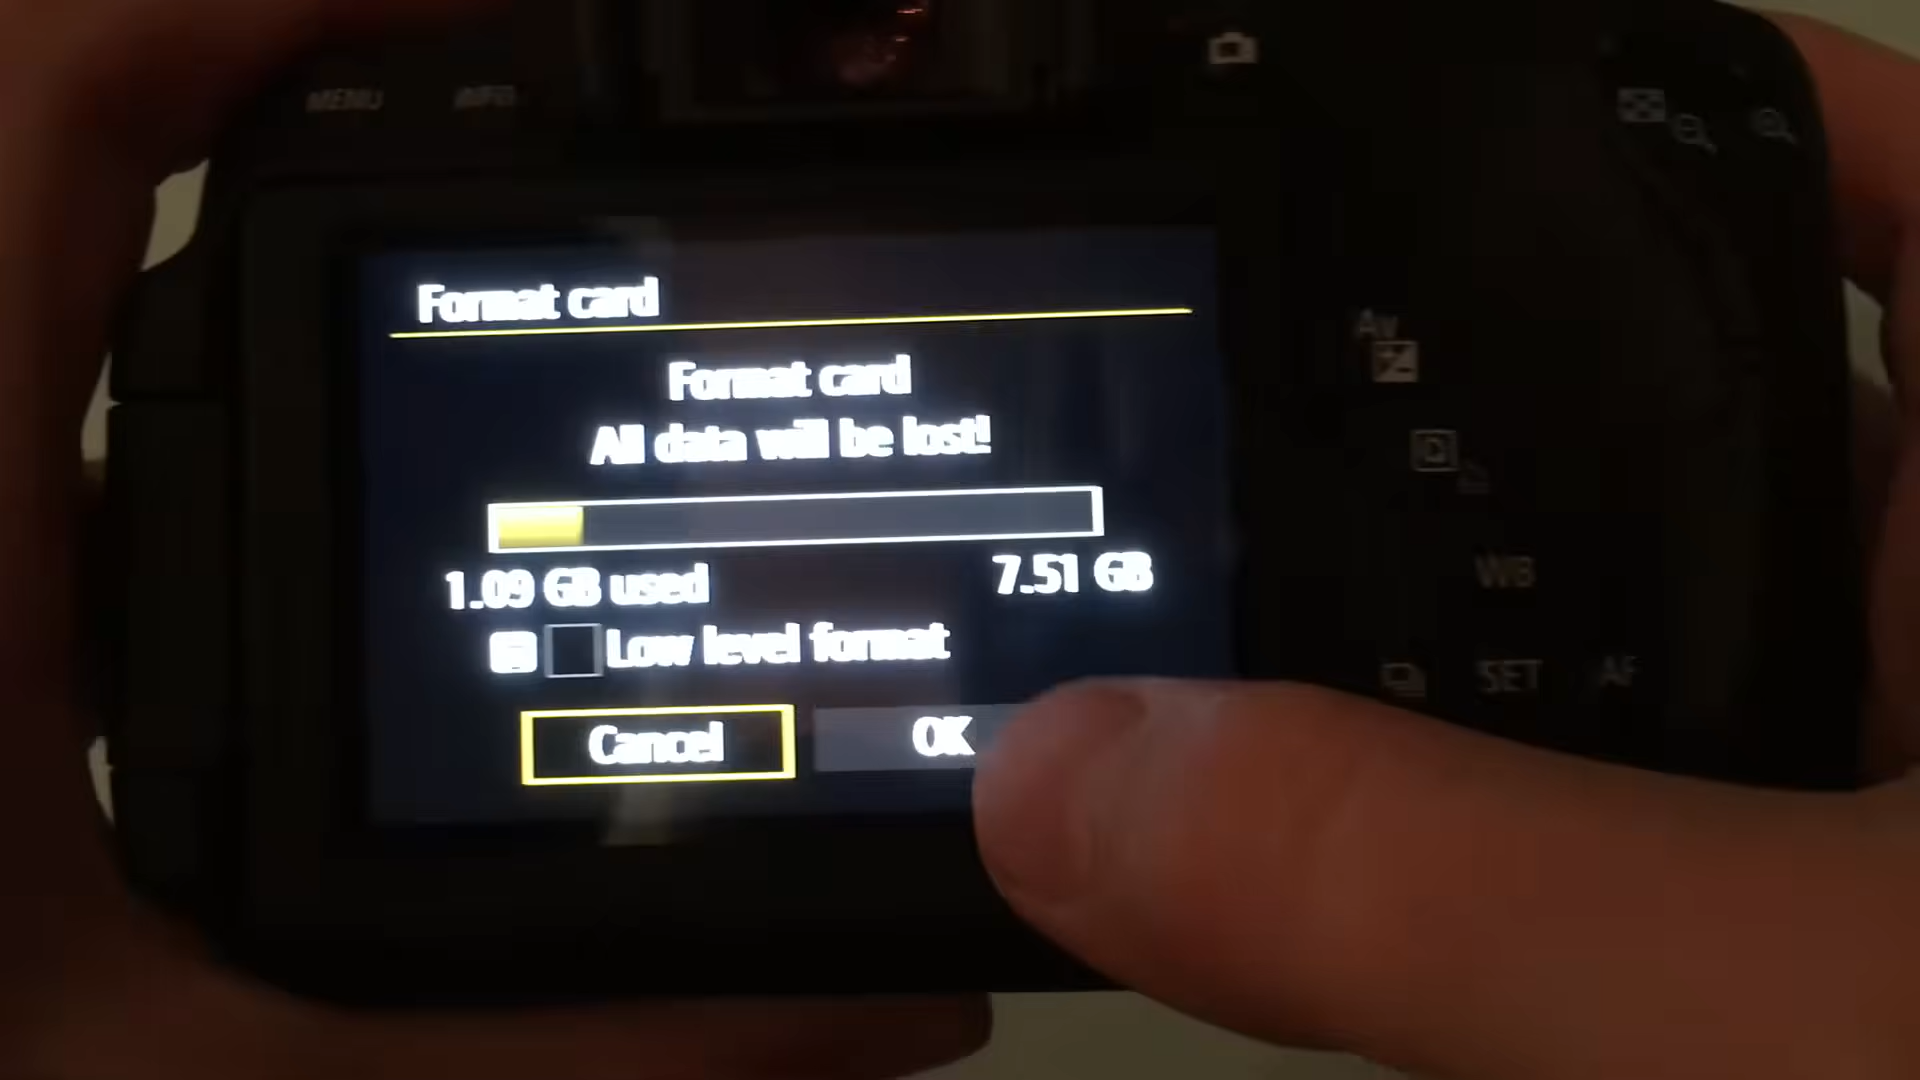 MENU INFO
Format card
Format card
All data will be lost!
1.09 GB used 7.51 GB
Low level format
Cancel OK
Av
Q
WB
SET AF